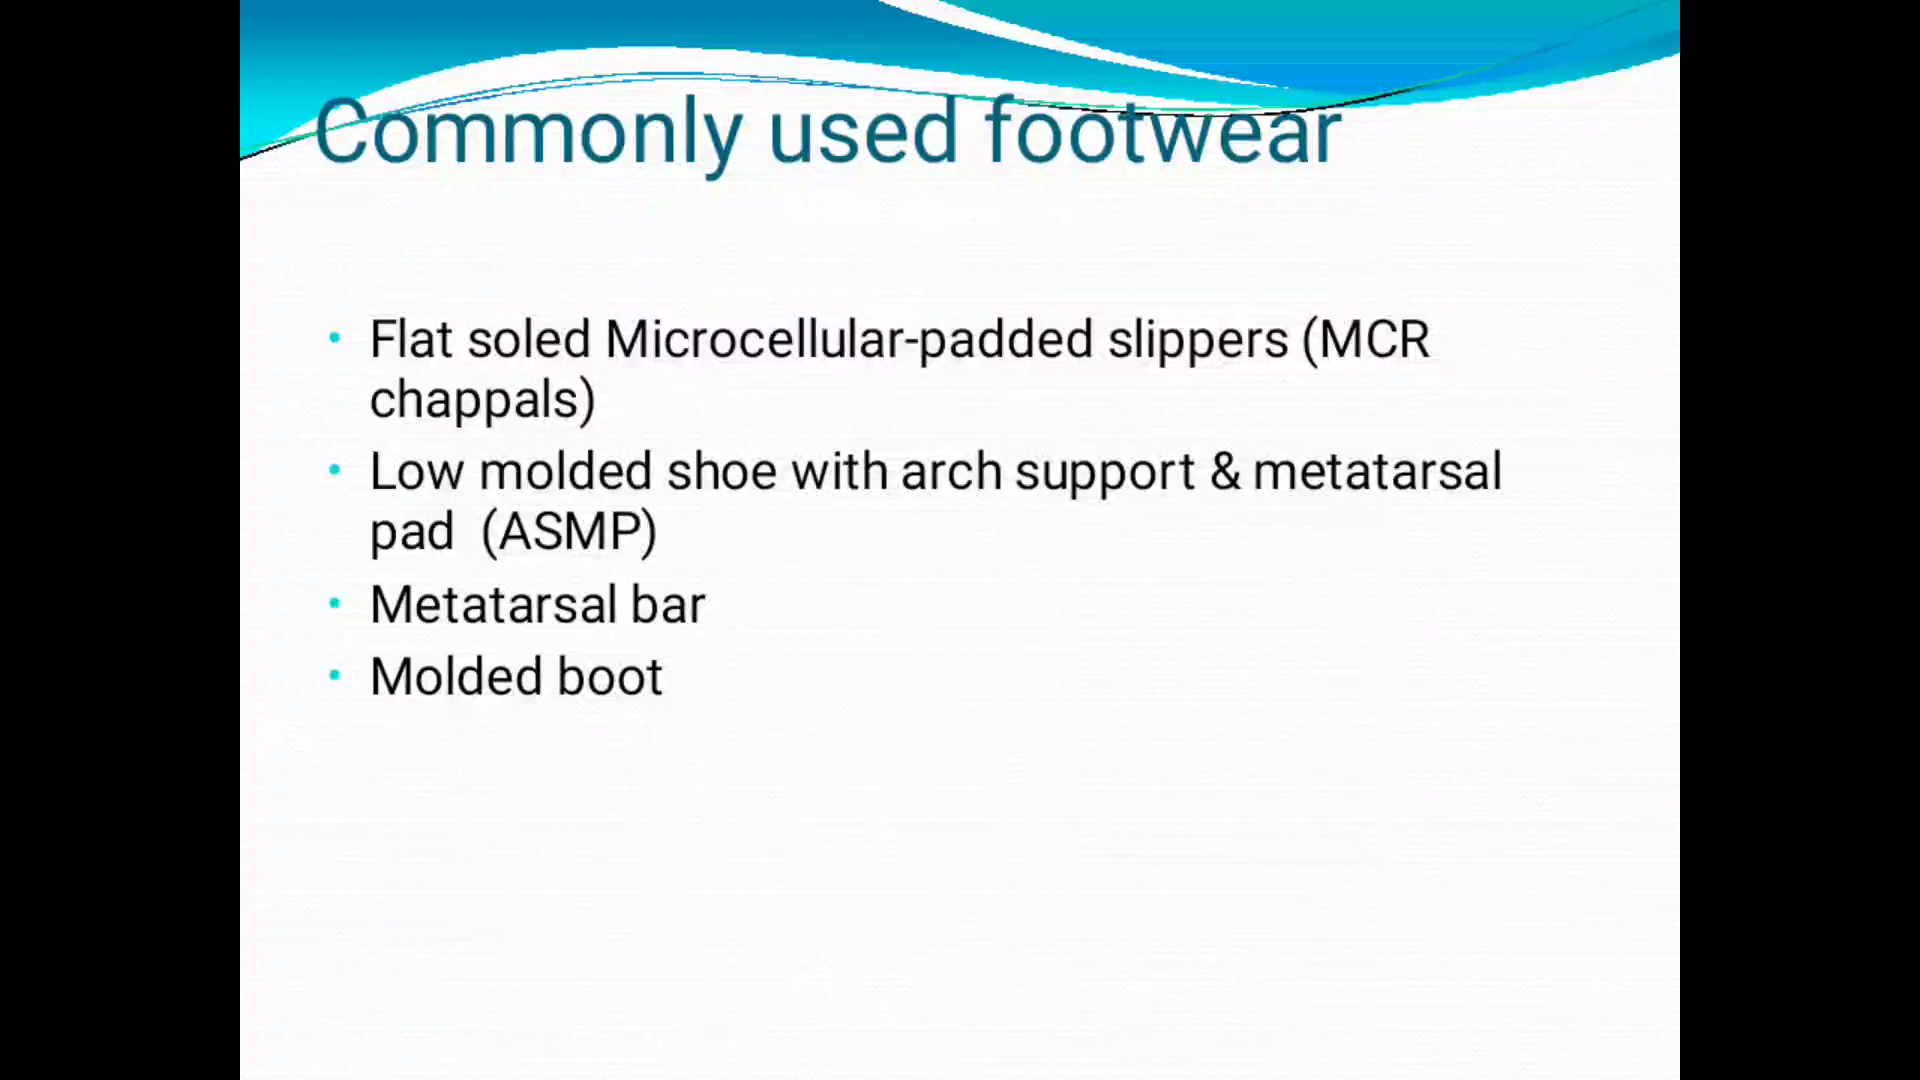 Commonly used footwear
• Flat soled Microcellular-padded slippers (MCR
chappals)
• Low molded shoe with arch support & metatarsal
pad  (ASMP)
• Metatarsal bar
• Molded boot